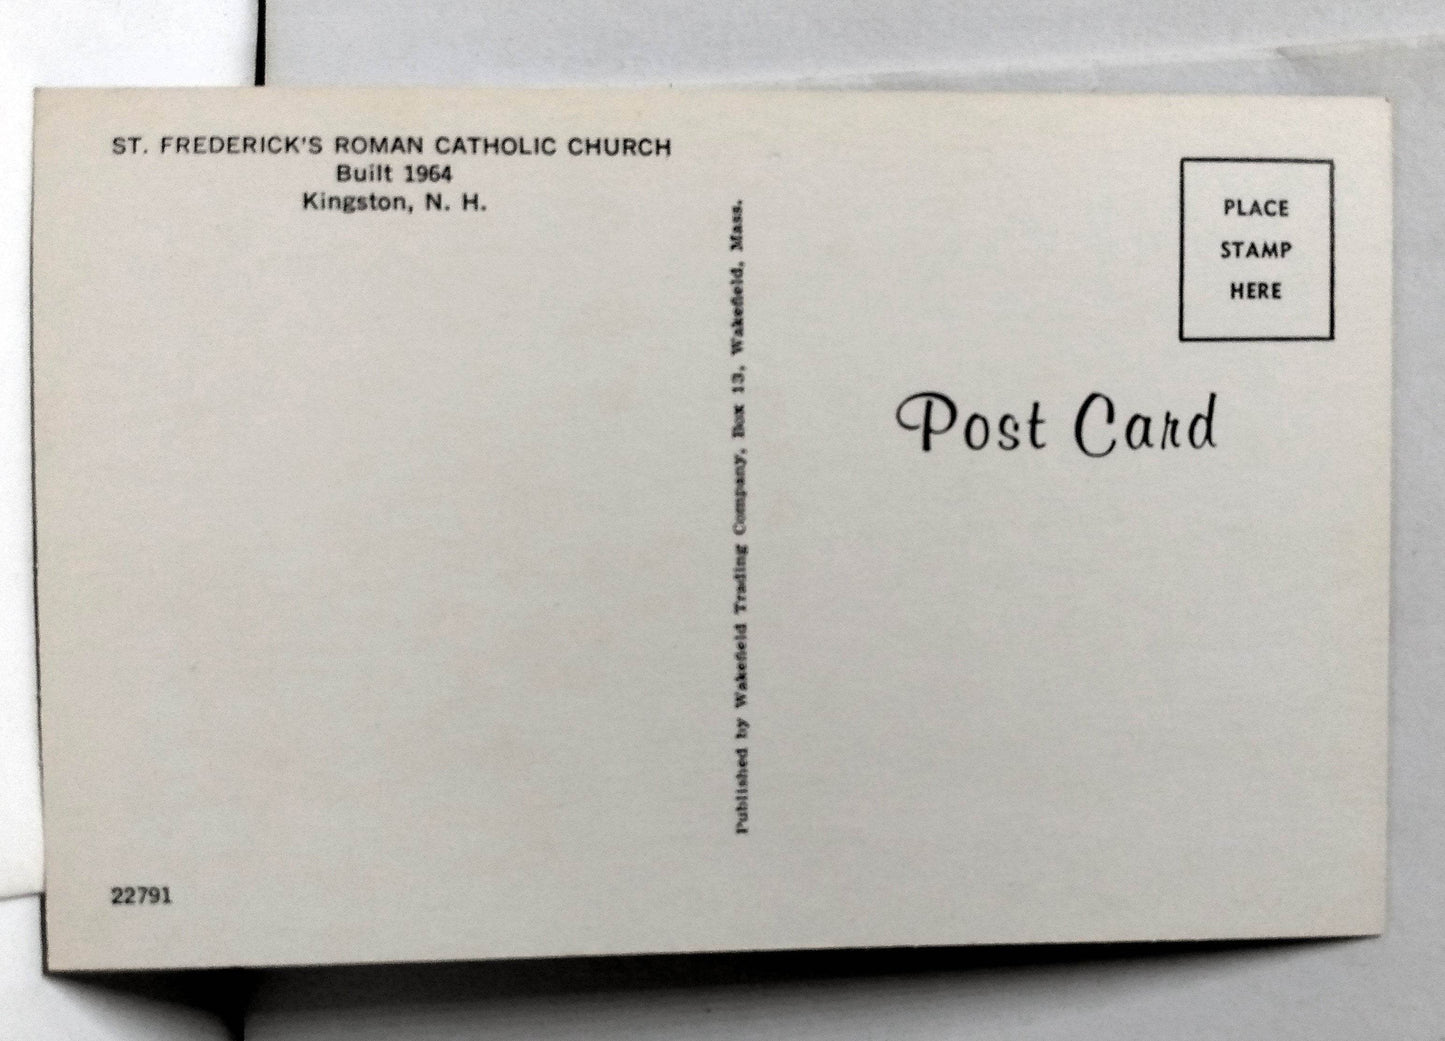 ST. FREDERICK'S ROMAN CATHOLIC CHURCH
Built 1964
Kingston, N. H.
22791
Published by Wakefield Trading Company, Box 13, Wakefield, Mass.
PLACE
STAMP
HERE
Post Card